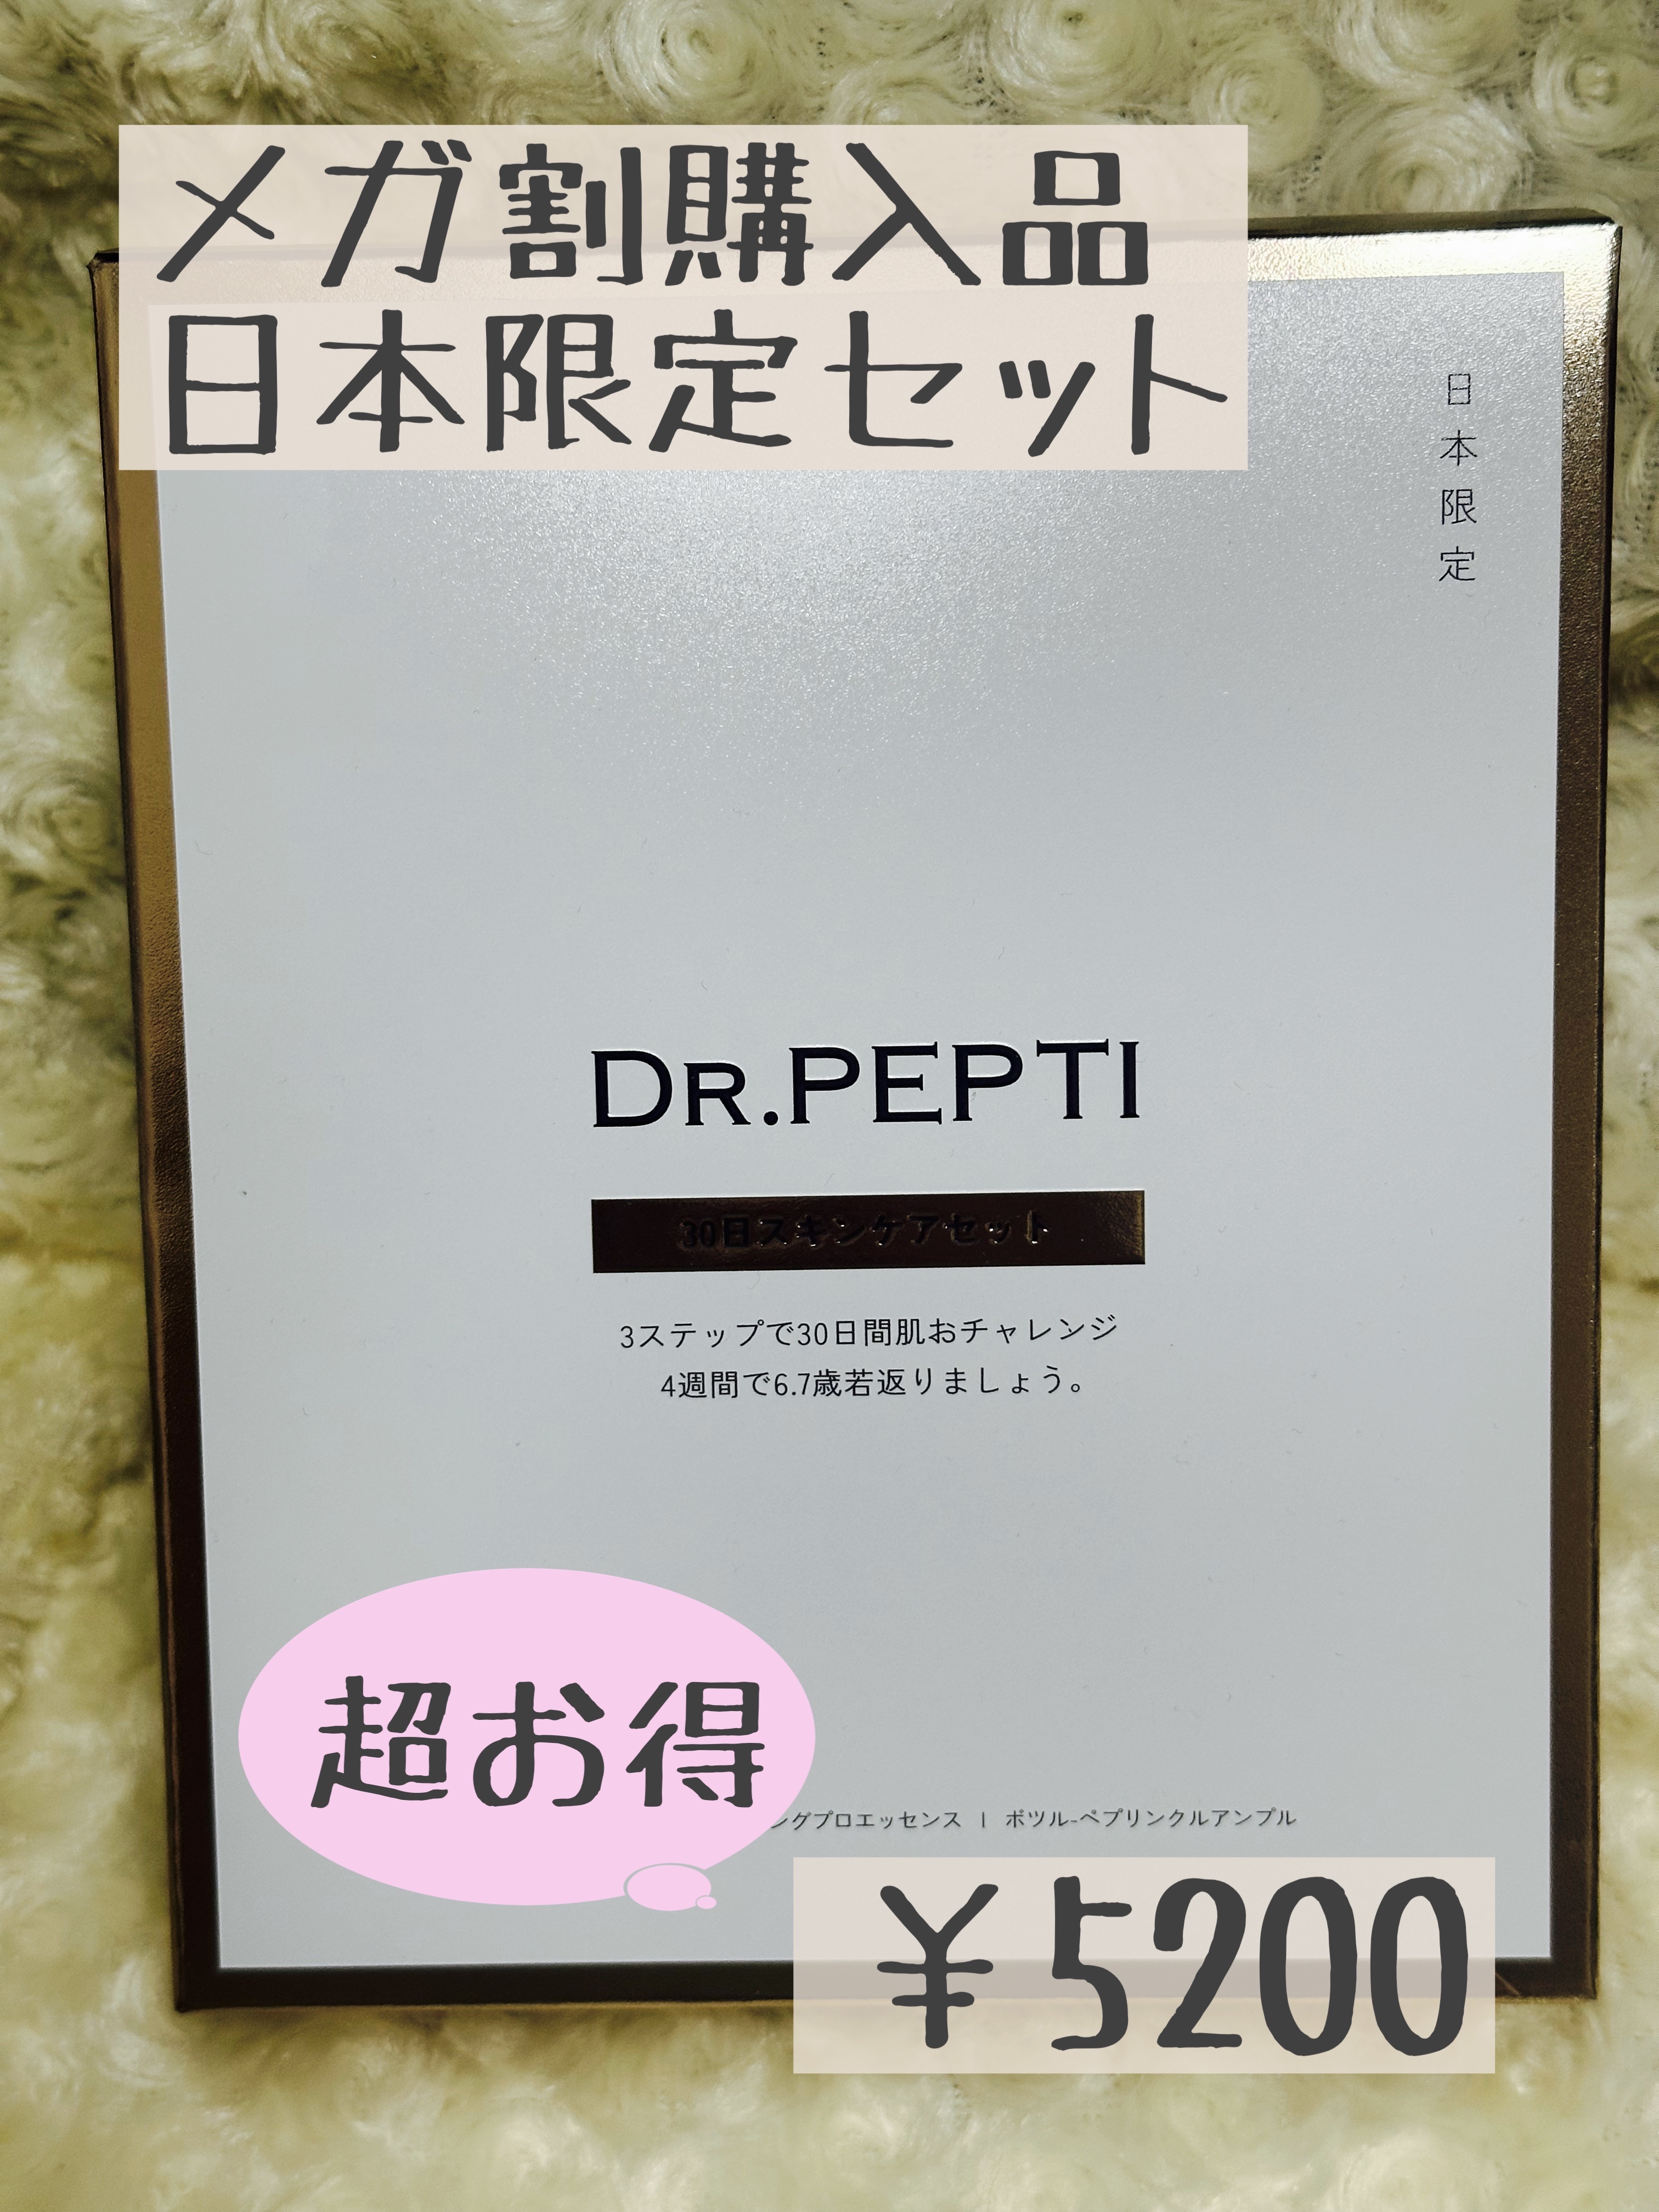 メガ割購入品
日本限定セット
日本限定
DR.PEPTI
30日スキンケアセット
3ステップで30日間肌おチャレンジ
4週間で6.7歳若返りましょう。
超お得
ングプロエッセンス | ボツル-ペプリンクルアンプル
¥5200